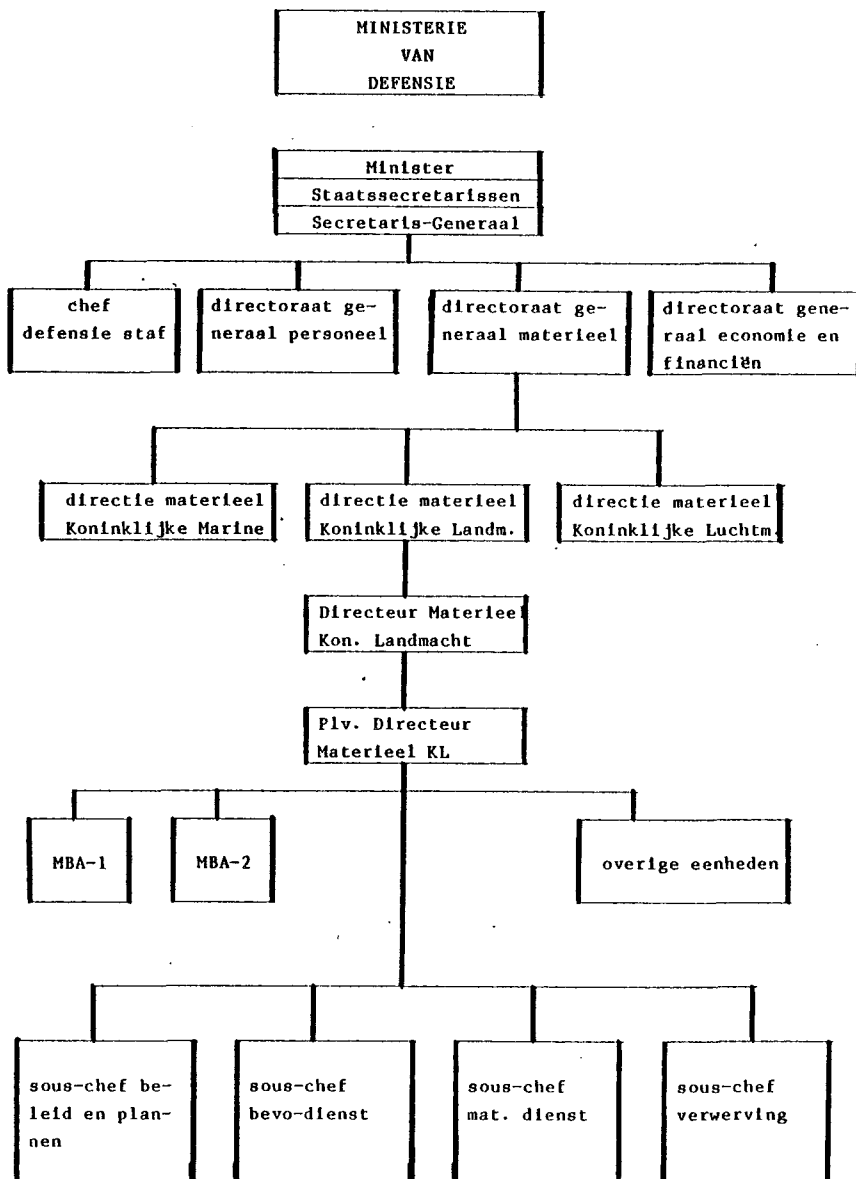 MINISTERIE
VAN
DEFENSIE
Minister
Staatssecretarissen
Secretaris-Generaal
chef
defensie staf
directoraat ge-
neraal personeel
directoraat ge-
neraal materieel
directoraat gene-
raal economie en
financiën
directie materieel
Koninklijke Marine
directie materieel
Koninklijke Landm.
directie materieel
Koninklijke Luchtm.
Directeur Materieel
Kon. Landmacht
Plv. Directeur
Materieel KL
MBA-1
MBA-2
overige eenheden
sous-chef be-
leid en plan-
nen
sous-chef
bevo-dienst
sous-chef
mat. dienst
sous-chef
verwerving